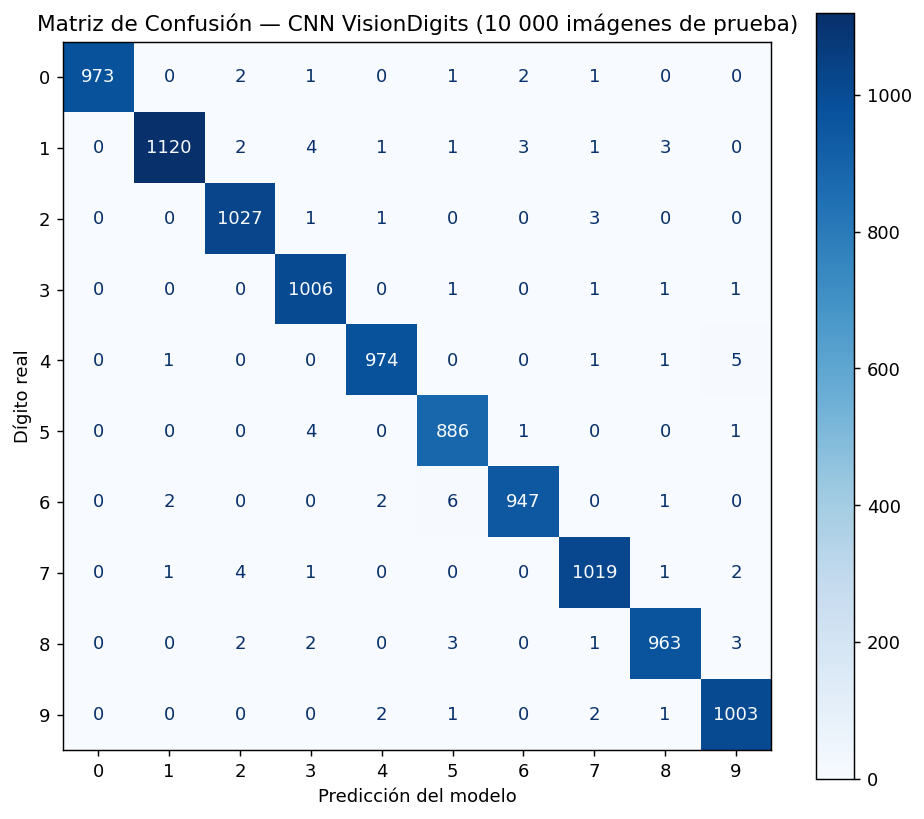 Matriz de Confusión — CNN VisionDigits (10 000 imágenes de prueba)
0 973 0 2 1 0 1 2 1 0 0
1 0 1120 2 4 1 1 3 1 3 0
2 0 0 1027 1 1 0 0 3 0 0
3 0 0 0 1006 0 1 0 1 1 1
4 0 1 0 0 974 0 0 1 1 5
5 0 0 0 4 0 886 1 0 0 1
6 0 2 0 0 2 6 947 0 1 0
7 0 1 4 1 0 0 0 1019 1 2
8 0 0 2 2 0 3 0 1 963 3
9 0 0 0 0 2 1 0 2 1 1003
0 1 2 3 4 5 6 7 8 9
Predicción del modelo
Dígito real
1000
800
600
400
200
0